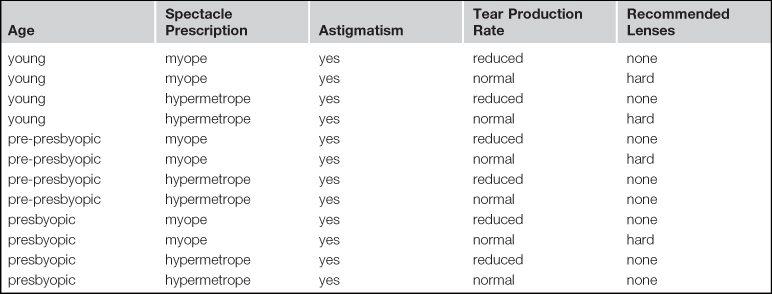 Age Spectacle Prescription Astigmatism Tear Production Rate Recommended Lenses
young myope yes reduced none
young myope yes normal hard
young hypermetrope yes reduced none
young hypermetrope yes normal hard
pre-presbyopic myope yes reduced none
pre-presbyopic myope yes normal hard
pre-presbyopic hypermetrope yes reduced none
pre-presbyopic hypermetrope yes normal none
presbyopic myope yes reduced none
presbyopic myope yes normal hard
presbyopic hypermetrope yes reduced none
presbyopic hypermetrope yes normal none